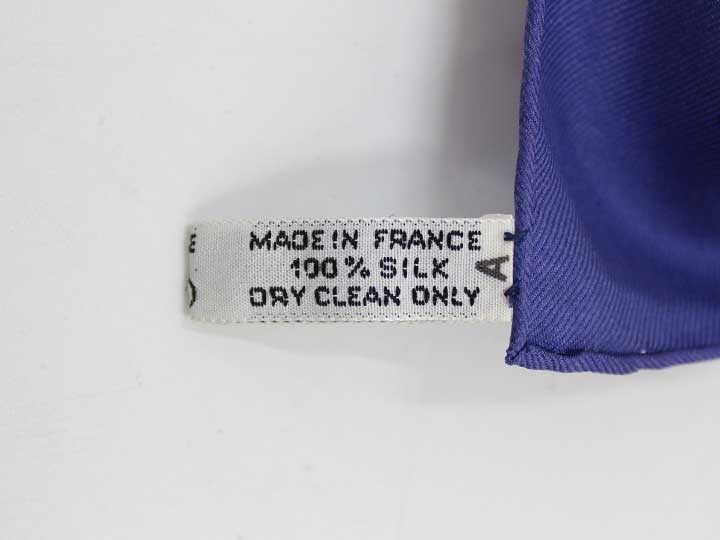 MADE IN FRANCE
100% SILK
DRY CLEAN ONLY
A